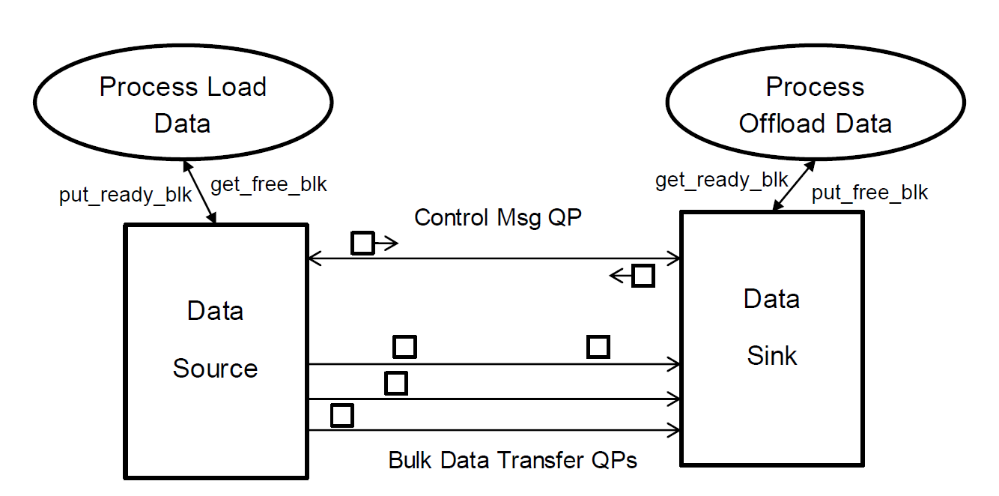 Process Load
Data
Process
Offload Data
put_ready_blk
get_free_blk
get_ready_blk
put_free_blk
Control Msg QP
Data
Source
Data
Sink
Bulk Data Transfer QPs